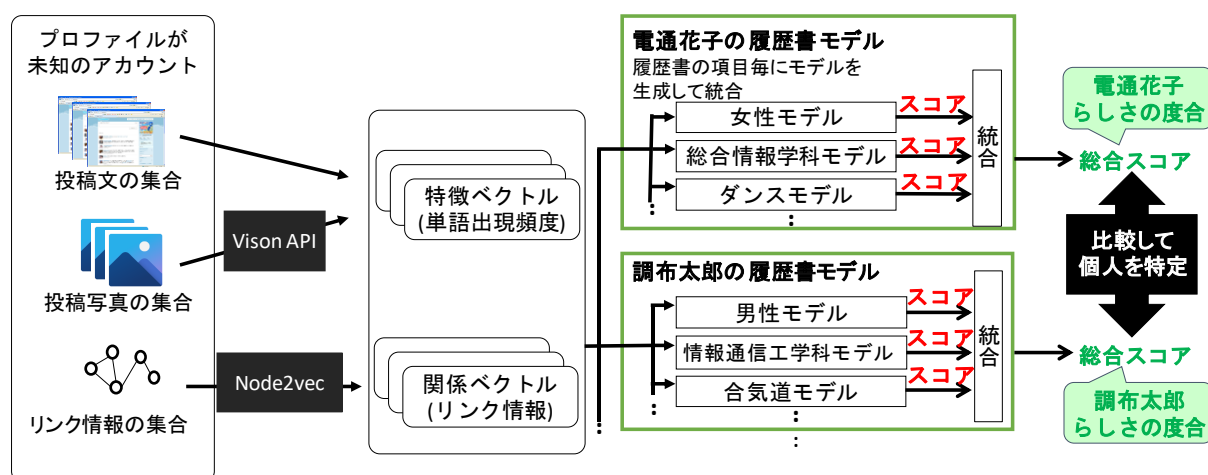 プロファイルが
未知のアカウント
投稿文の集合
投稿写真の集合
リンク情報の集合
Vison API
Node2vec
特徴ベクトル
(単語出現頻度)
関係ベクトル
(リンク情報)
電通花子の履歴書モデル
履歴書の項目毎にモデルを
生成して統合
女性モデル
スコア
総合情報学科モデル
スコア
ダンスモデル
スコア
統合
調布太郎の履歴書モデル
男性モデル
スコア
情報通信工学科モデル
スコア
合気道モデル
スコア
統合
電通花子
らしさの度合
総合スコア
比較して
個人を特定
総合スコア
調布太郎
らしさの度合